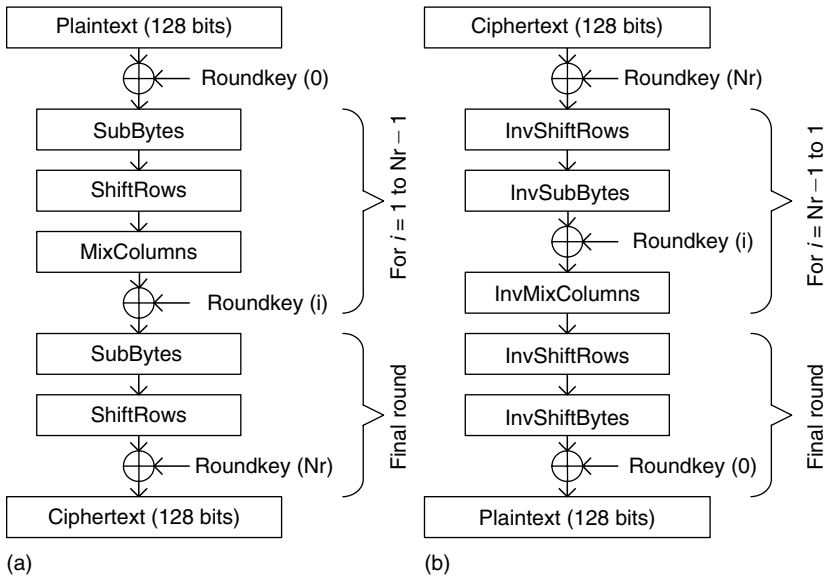 Plaintext (128 bits)
Roundkey (0)
SubBytes
ShiftRows
MixColumns
Roundkey (i)
For i = 1 to Nr – 1
SubBytes
ShiftRows
Roundkey (Nr)
Final round
Ciphertext (128 bits)
(a)
Ciphertext (128 bits)
Roundkey (Nr)
InvShiftRows
InvSubBytes
Roundkey (i)
InvMixColumns
For i = Nr –1 to 1
InvShiftRows
InvShiftBytes
Roundkey (0)
Final round
Plaintext (128 bits)
(b)